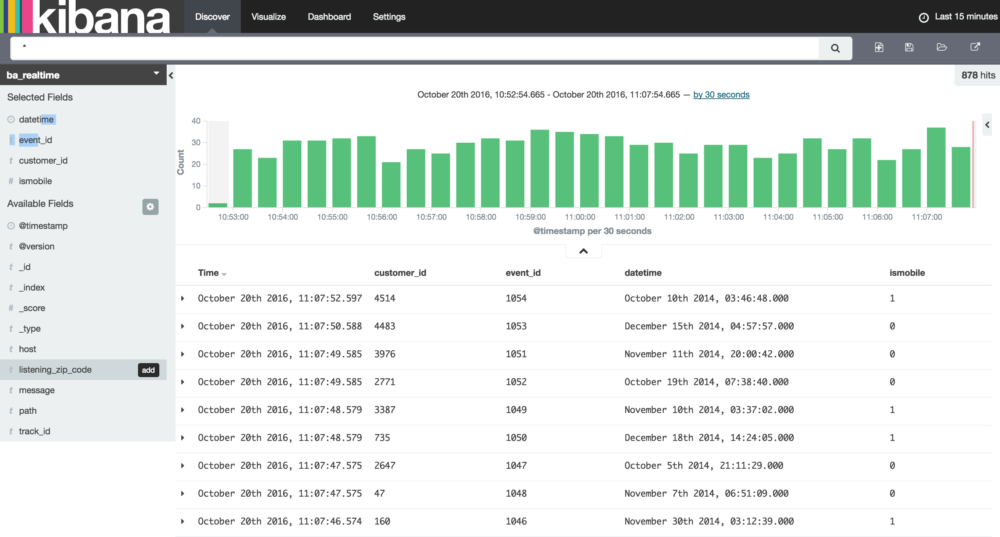 kibana Discover Visualize Dashboard Settings Last 15 minutes
*
ba_realtime
878 hits
Selected Fields
datetime
t event_id
t customer_id
# ismobile
Available Fields
@timestamp
t @version
t _id
t _index
# _score
t _type
t host
t listening_zip_code add
t message
t path
t track_id
October 20th 2016, 10:52:54.665 - October 20th 2016, 11:07:54.665 — by 30 seconds
Count
40
30
20
10
0
10:53:00 10:54:00 10:55:00 10:56:00 10:57:00 10:58:00 10:59:00 11:00:00 11:01:00 11:02:00 11:03:00 11:04:00 11:05:00 11:06:00 11:07:00
@timestamp per 30 seconds
Time customer_id event_id datetime ismobile
October 20th 2016, 11:07:52.597 4514 1054 October 10th 2014, 03:46:48.000 1
October 20th 2016, 11:07:50.588 4483 1053 December 15th 2014, 04:57:57.000 0
October 20th 2016, 11:07:49.585 3976 1051 November 11th 2014, 20:00:42.000 0
October 20th 2016, 11:07:49.585 2771 1052 October 19th 2014, 07:38:40.000 0
October 20th 2016, 11:07:48.579 3387 1049 November 10th 2014, 03:37:02.000 1
October 20th 2016, 11:07:48.579 735 1050 December 18th 2014, 14:24:05.000 1
October 20th 2016, 11:07:47.575 2647 1047 October 5th 2014, 21:11:29.000 0
October 20th 2016, 11:07:47.575 47 1048 November 7th 2014, 06:51:09.000 0
October 20th 2016, 11:07:46.574 160 1046 November 30th 2014, 03:12:39.000 1